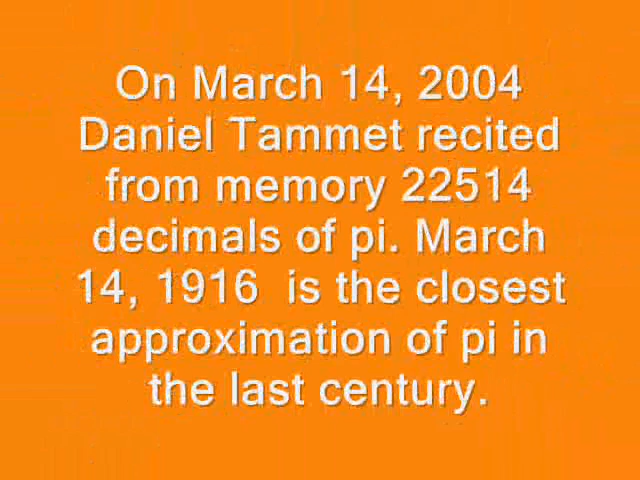 On March 14, 2004
Daniel Tammet recited
from memory 22514
decimals of pi. March
14, 1916  is the closest
approximation of pi in
the last century.